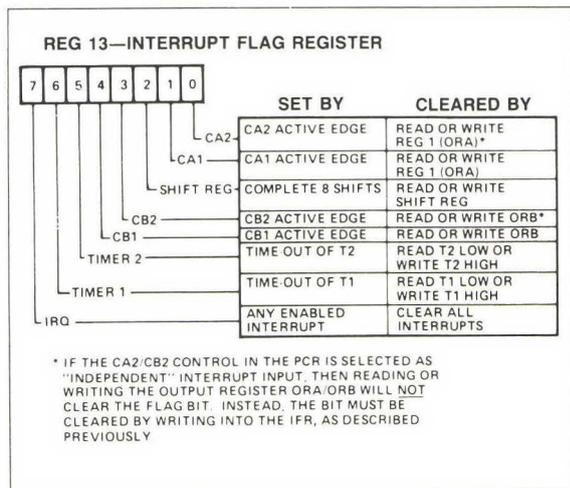 REG 13—INTERRUPT FLAG REGISTER
7 6 5 4 3 2 1 0
SET BY CLEARED BY
CA2 CA2 ACTIVE EDGE READ OR WRITE
REG 1 (ORA)*
CA1 CA1 ACTIVE EDGE READ OR WRITE
REG 1 (ORA)
SHIFT REG COMPLETE 8 SHIFTS READ OR WRITE
SHIFT REG
CB2 CB2 ACTIVE EDGE READ OR WRITE ORB*
CB1 CB1 ACTIVE EDGE READ OR WRITE ORB
TIMER 2 TIME-OUT OF T2 READ T2 LOW OR
WRITE T2 HIGH
TIMER 1 TIME-OUT OF T1 READ T1 LOW OR
WRITE T1 HIGH
IRQ ANY ENABLED CLEAR ALL
INTERRUPT INTERRUPTS
* IF THE CA2/CB2 CONTROL IN THE PCR IS SELECTED AS
"INDEPENDENT" INTERRUPT INPUT, THEN READING OR
WRITING THE OUTPUT REGISTER ORA/ORB WILL NOT
CLEAR THE FLAG BIT. INSTEAD, THE BIT MUST BE
CLEARED BY WRITING INTO THE IFR, AS DESCRIBED
PREVIOUSLY